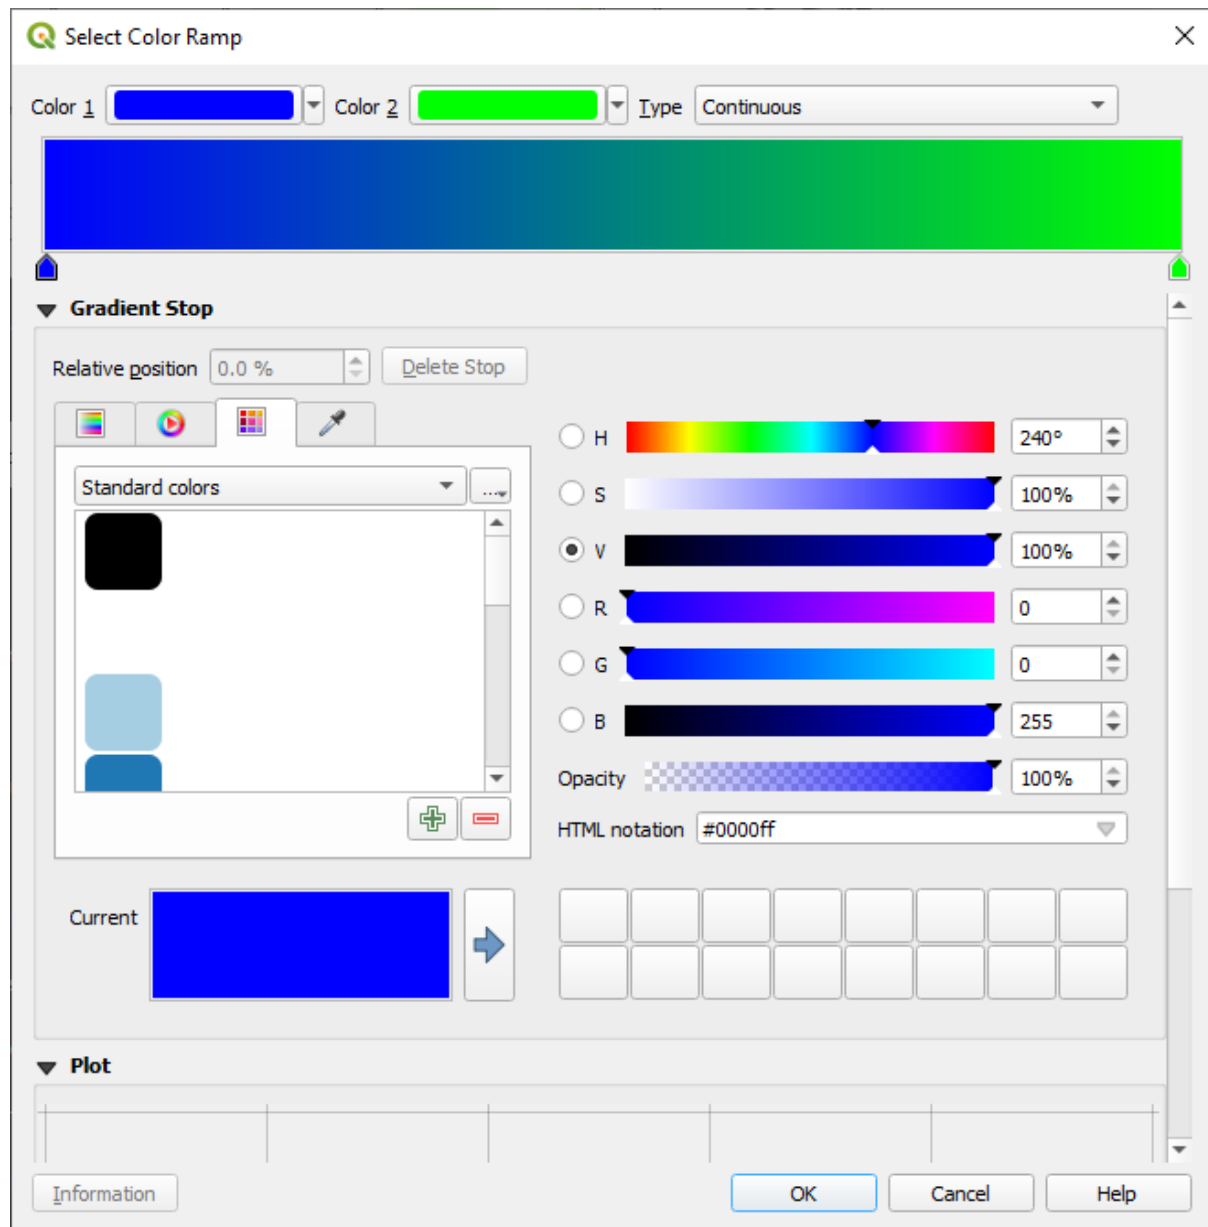 Select Color Ramp
Color 1 Color 2 Type Continuous
Gradient Stop
Relative position 0.0 % Delete Stop
H 240°
Standard colors ...
S 100%
V 100%
R 0
G 0
B 255
Opacity 100%
HTML notation #0000ff
Current
Plot
Information OK Cancel Help